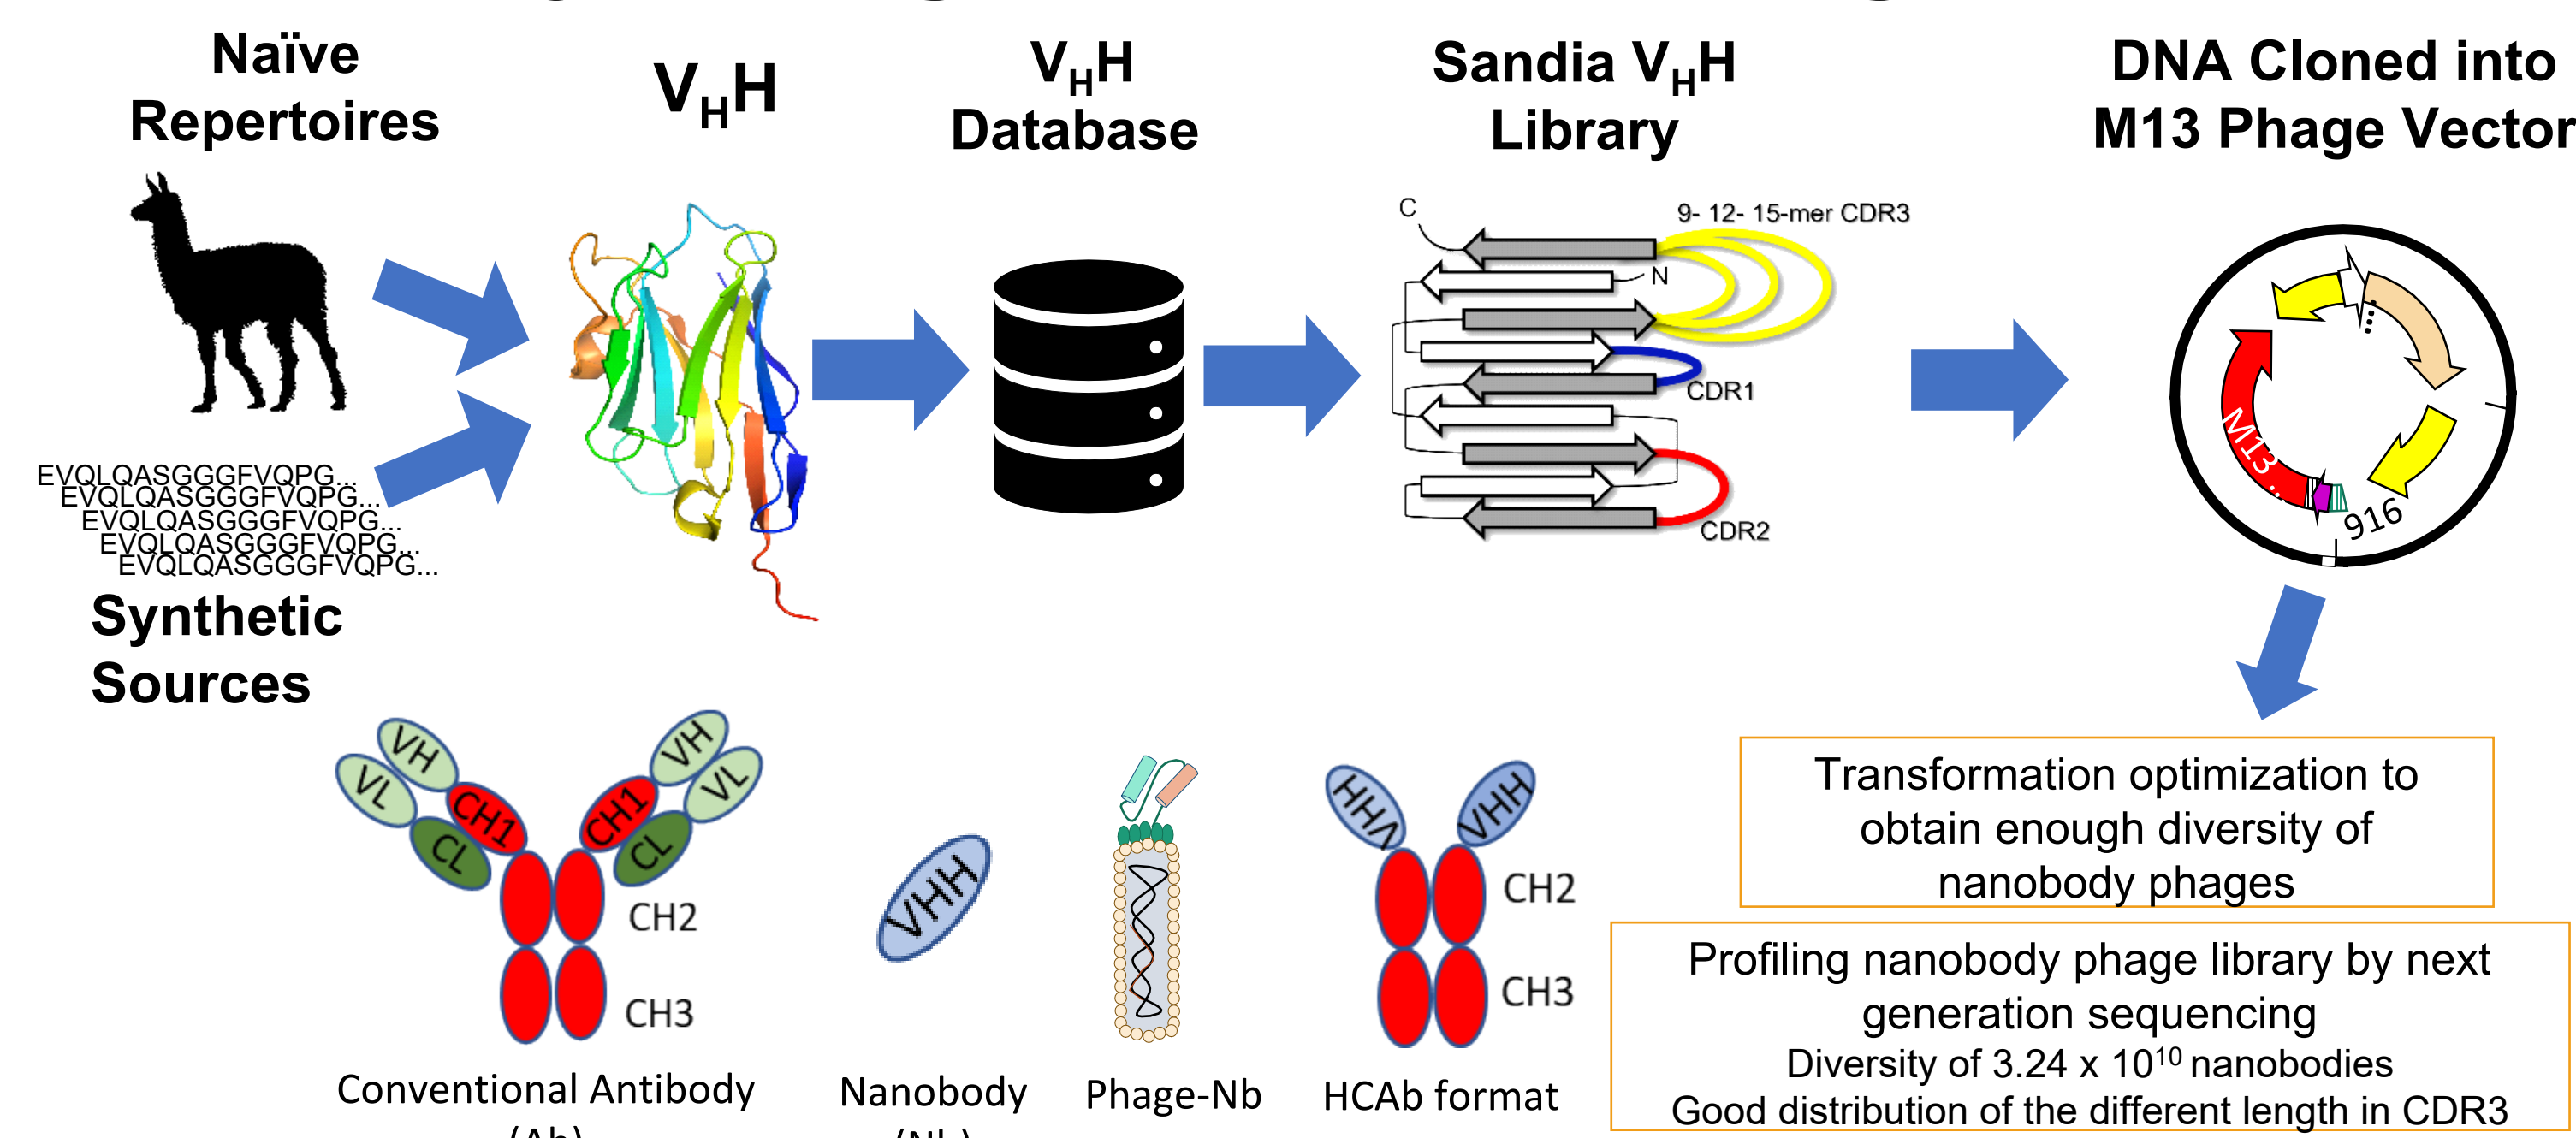 Naïve
Repertoires
VHH
VHH
Database
Sandia VHH
Library
DNA Cloned into
M13 Phage Vector
C
9- 12- 15-mer CDR3
N
CDR1
CDR2
M13...
916
EVQLQASGGGFVQPG...
EVQLQASGGGFVQPG...
EVQLQASGGGFVQPG...
EVQLQASGGGFVQPG...
EVQLQASGGGFVQPG...
Synthetic
Sources
VH
VL
CH1
CL
VH
VL
CH1
CL
CH2
CH3
Conventional Antibody
(Ab)
VHH
Nanobody
(Nb)
Phage-Nb
VHH
VHH
CH2
CH3
HCAb format
Transformation optimization to
obtain enough diversity of
nanobody phages
Profiling nanobody phage library by next
generation sequencing
Diversity of 3.24 x 10¹⁰ nanobodies
Good distribution of the different length in CDR3